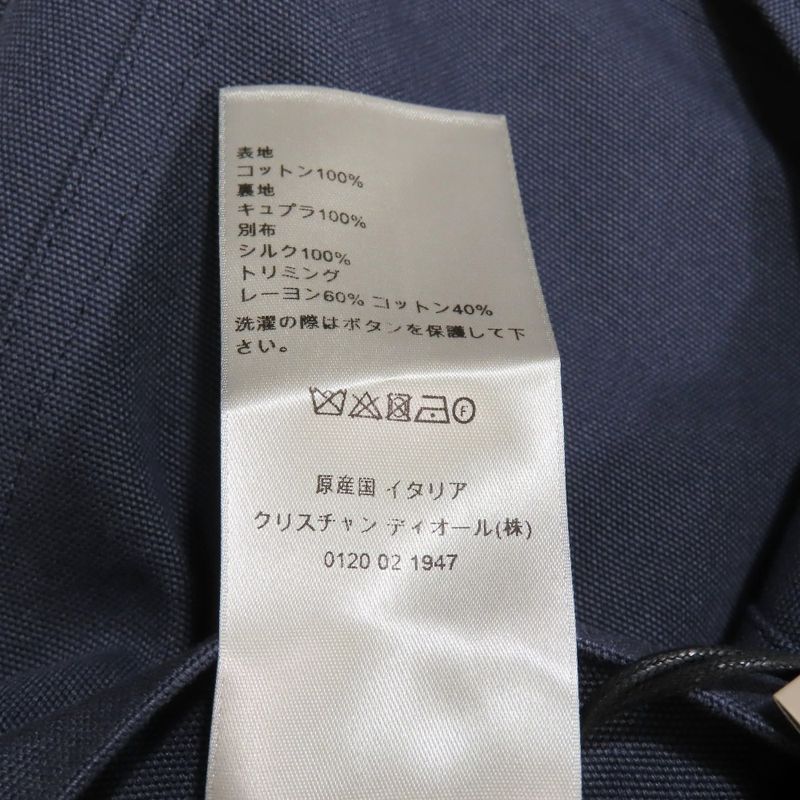 表地
コットン100%
裏地
キュプラ100%
別布
シルク100%
トリミング
レーヨン60% コットン40%
洗濯の際はボタンを保護して下
さい。
F
原産国 イタリア
クリスチャン ディオール(株)
0120 02 1947